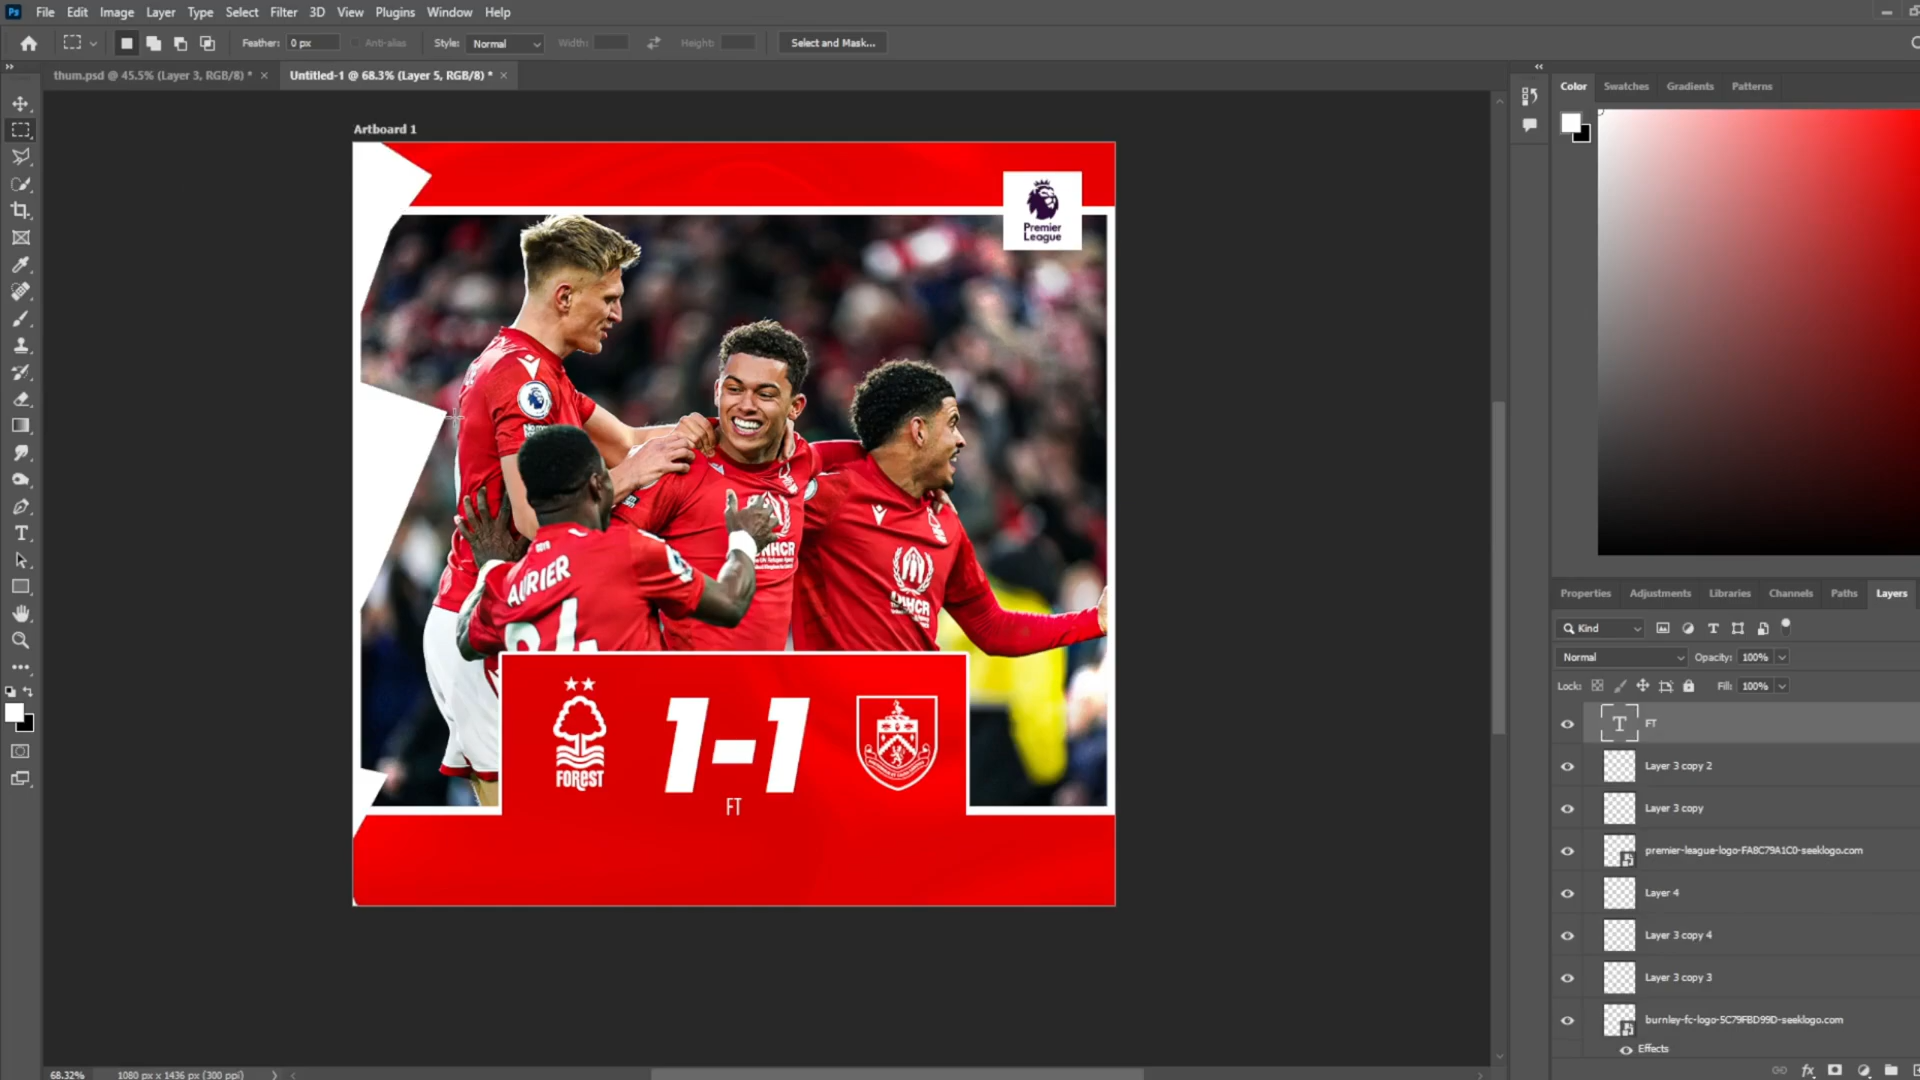 Ps File Edit Image Layer Type Select Filter 3D View Plugins Window Help
Feather: 0 px Anti-alias Style: Normal Width: Height: Select and Mask...
thum.psd @ 45.5% (Layer 3, RGB/8) * × Untitled-1 @ 68.3% (Layer 5, RGB/8) * ×
Color Swatches Gradients Patterns
Artboard 1
Premier
League
No
AURIER
UNHCR
UNHCR
FOREST
1-1
FT
Properties Adjustments Libraries Channels Paths Layers
Kind
Normal Opacity: 100%
Lock: Fill: 100%
FT
Layer 3 copy 2
Layer 3 copy
premier-league-logo-FA8C79A1C0-seeklogo.com
Layer 4
Layer 3 copy 4
Layer 3 copy 3
burnley-fc-logo-5C79FBD99D-seeklogo.com
Effects
fx
68.32% 1080 px x 1436 px (300 ppi)